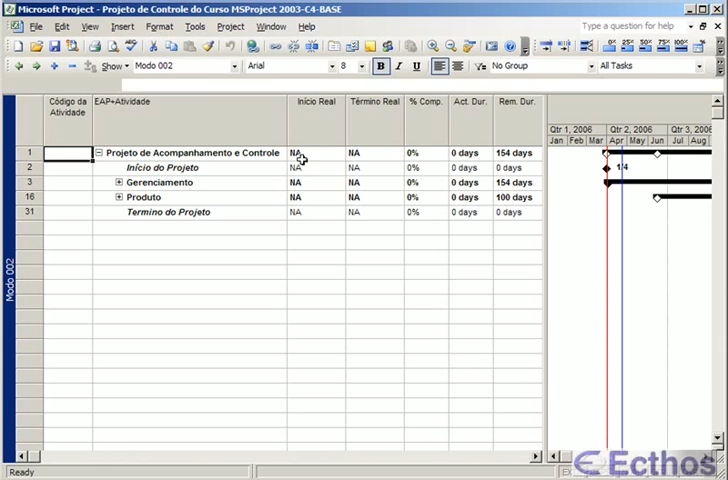 Microsoft Project - Projeto de Controle do Curso MSProject 2003-C4-BASE
File Edit View Insert Format Tools Project Window Help Type a question for help
0% 25% 50% 75% 100%
Show Modo 002 Arial 8 B I U No Group All Tasks
Código da Atividade EAP+Atividade Início Real Término Real % Comp. Act. Dur. Rem. Dur.
Qtr 1, 2006 Qtr 2, 2006 Qtr 3, 2006
Jan Feb Mar Apr May Jun Jul Aug
1 Projeto de Acompanhamento e Controle NA NA 0% 0 days 154 days
2 Início do Projeto NA NA 0% 0 days 0 days 1/4
3 Gerenciamento NA NA 0% 0 days 154 days
16 Produto NA NA 0% 0 days 100 days
31 Termino do Projeto NA NA 0% 0 days 0 days
Modo 002
Ready
Ecthos